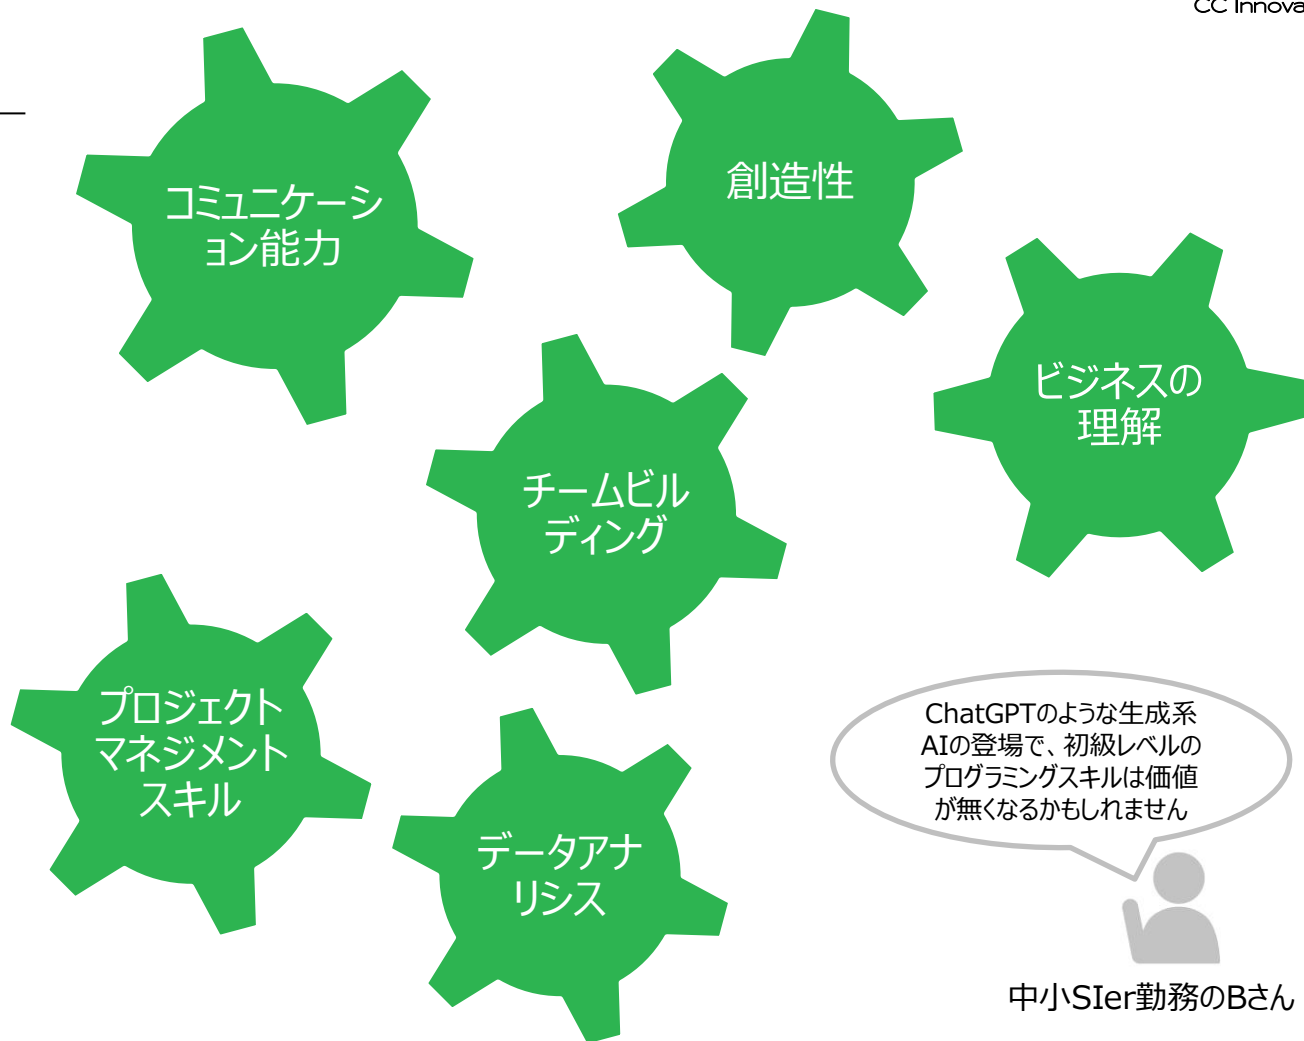 CC Innova
コミュニケーシ
ョン能力
創造性
ビジネスの
理解
チームビル
ディング
プロジェクト
マネジメント
スキル
データアナ
リシス
ChatGPTのような生成系
AIの登場で、初級レベルの
プログラミングスキルは価値
が無くなるかもしれません
中小SIer勤務のBさん